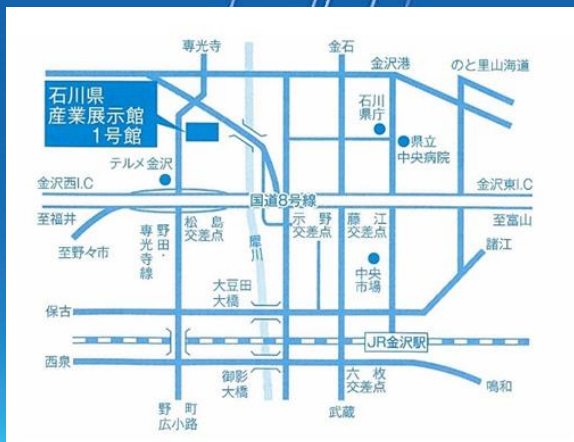 専光寺
金石
金沢港
のと里山海道
石川県
産業展示館
1号館
石川
県庁
県立
中央病院
テルメ金沢
金沢西I.C
国道8号線
金沢東I.C
至福井
至野々市
野田・
専光寺線
松島
交差点
犀川
示野
交差点
藤江
交差点
至富山
諸江
中央
市場
大豆田
大橋
保古
JR金沢駅
西泉
御影
大橋
六枚
交差点
鳴和
野町
広小路
武蔵